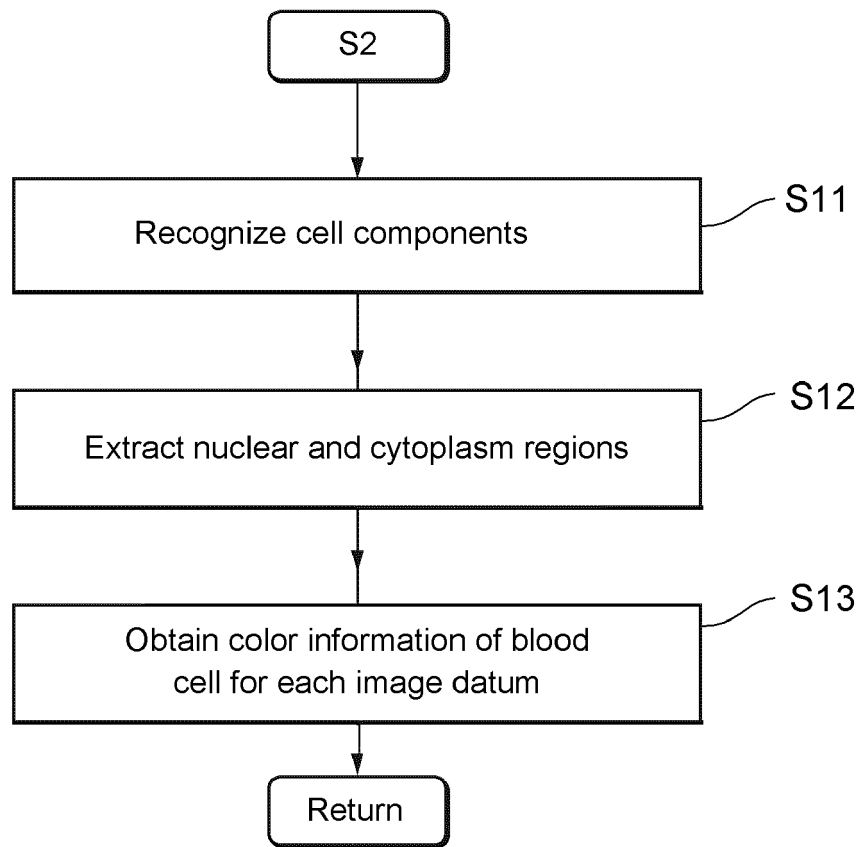 S2
Recognize cell components
S11
Extract nuclear and cytoplasm regions
S12
Obtain color information of blood
cell for each image datum
S13
Return